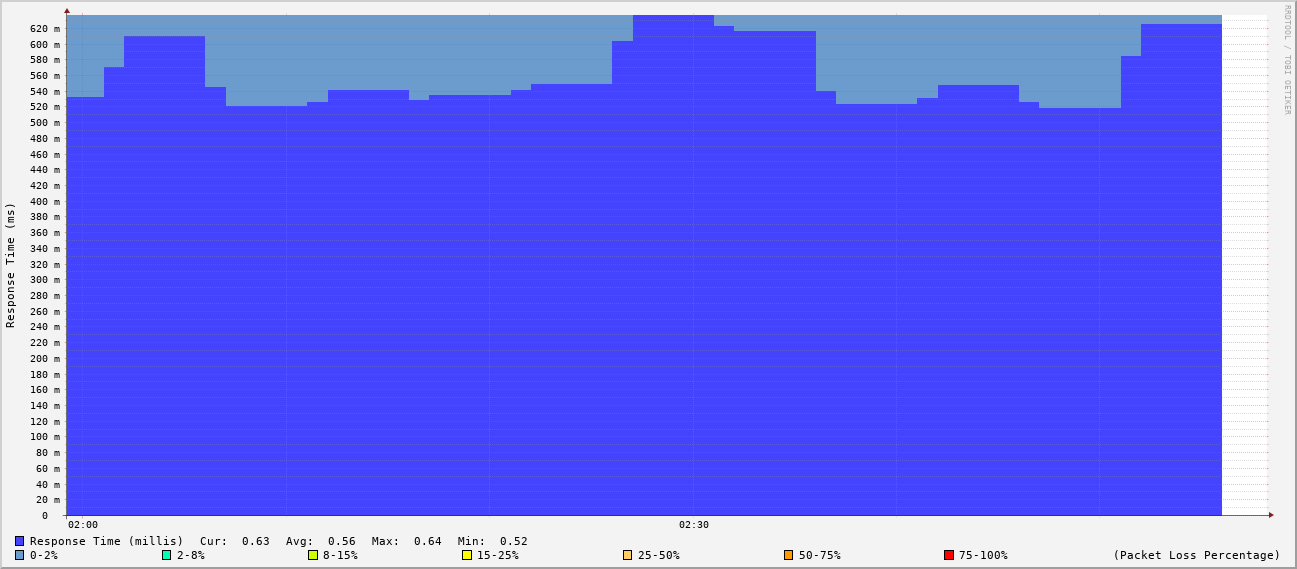 RRDTOOL / TOBI OETIKER
Response Time (ms)
620 m
600 m
580 m
560 m
540 m
520 m
500 m
480 m
460 m
440 m
420 m
400 m
380 m
360 m
340 m
320 m
300 m
280 m
260 m
240 m
220 m
200 m
180 m
160 m
140 m
120 m
100 m
80 m
60 m
40 m
20 m
0
02:00 02:30
Response Time (millis) Cur: 0.63 Avg: 0.56 Max: 0.64 Min: 0.52
0-2% 2-8% 8-15% 15-25% 25-50% 50-75% 75-100% (Packet Loss Percentage)